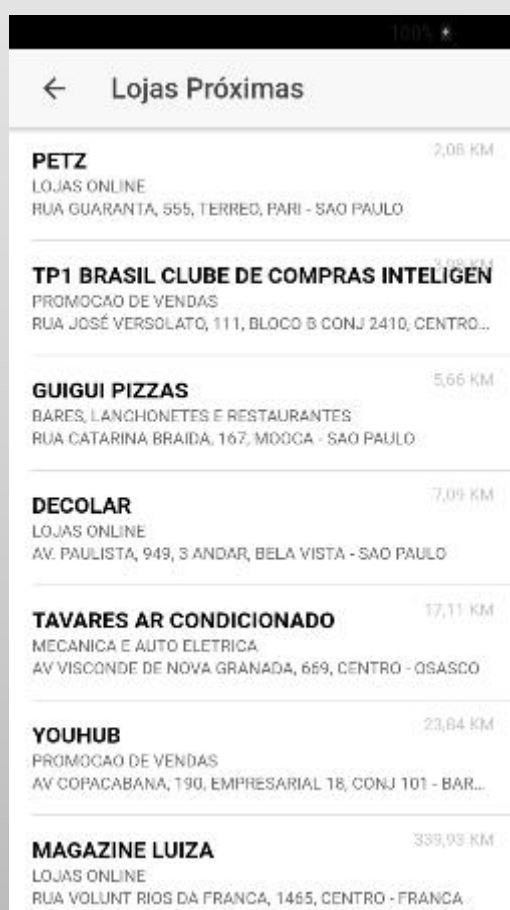 100%
Lojas Próximas
PETZ
2,08 KM
LOJAS ONLINE
RUA GUARANTA, 555, TERREO, PARI - SAO PAULO
3,98 KM
TP1 BRASIL CLUBE DE COMPRAS INTELIGEN
PROMOCAO DE VENDAS
RUA JOSÉ VERSOLATO, 111, BLOCO B CONJ 2410, CENTRO...
GUIGUI PIZZAS
5,66 KM
BARES, LANCHONETES E RESTAURANTES
RUA CATARINA BRAIDA, 167, MOOCA - SAO PAULO
DECOLAR
7,09 KM
LOJAS ONLINE
AV. PAULISTA, 949, 3 ANDAR, BELA VISTA - SAO PAULO
TAVARES AR CONDICIONADO
17,11 KM
MECANICA E AUTO ELETRICA
AV VISCONDE DE NOVA GRANADA, 669, CENTRO - OSASCO
YOUHUB
23,84 KM
PROMOCAO DE VENDAS
AV COPACABANA, 190, EMPRESARIAL 18, CONJ 101 - BAR...
MAGAZINE LUIZA
339,93 KM
LOJAS ONLINE
RUA VOLUNT RIOS DA FRANCA, 1465, CENTRO - FRANCA